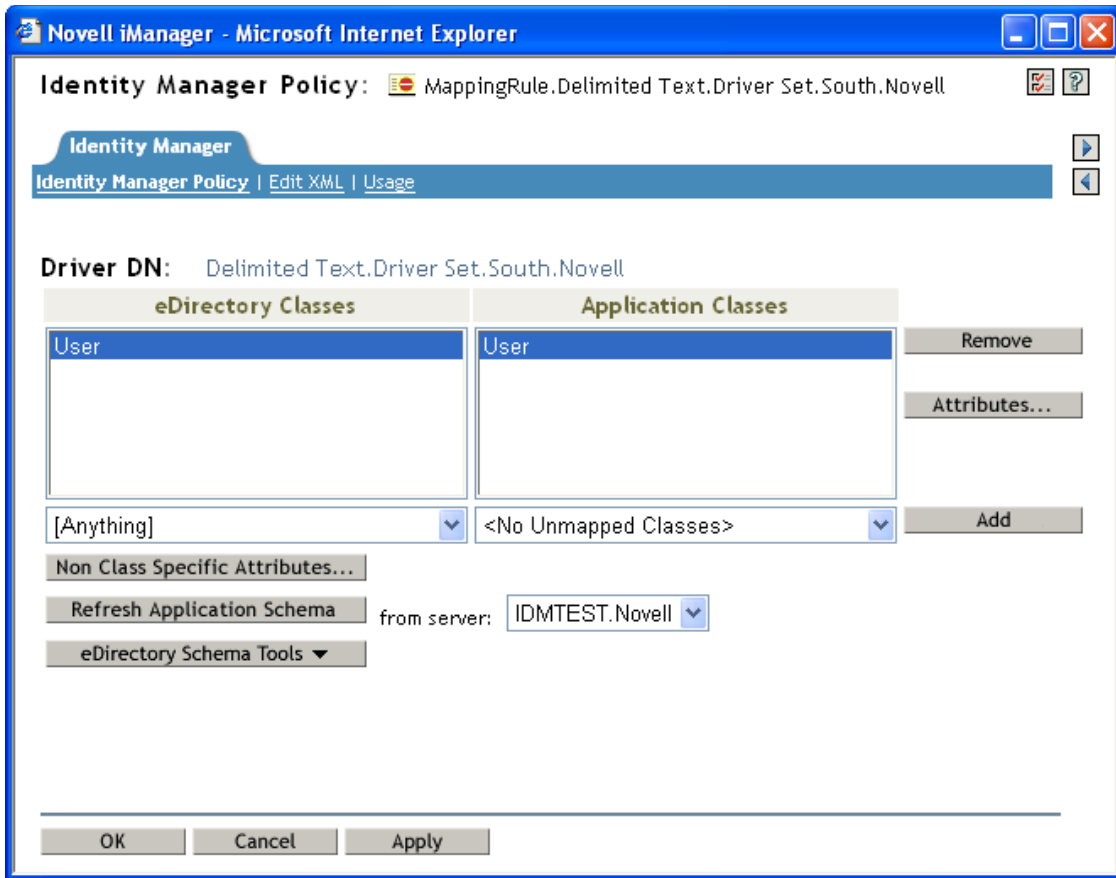 Novell iManager - Microsoft Internet Explorer
Identity Manager Policy: MappingRule.Delimited Text.Driver Set.South.Novell
Identity Manager
Identity Manager Policy | Edit XML | Usage
Driver DN: Delimited Text.Driver Set.South.Novell
eDirectory Classes Application Classes
User User Remove
Attributes...
[Anything] <No Unmapped Classes> Add
Non Class Specific Attributes...
Refresh Application Schema from server: IDMTEST.Novell
eDirectory Schema Tools
OK Cancel Apply